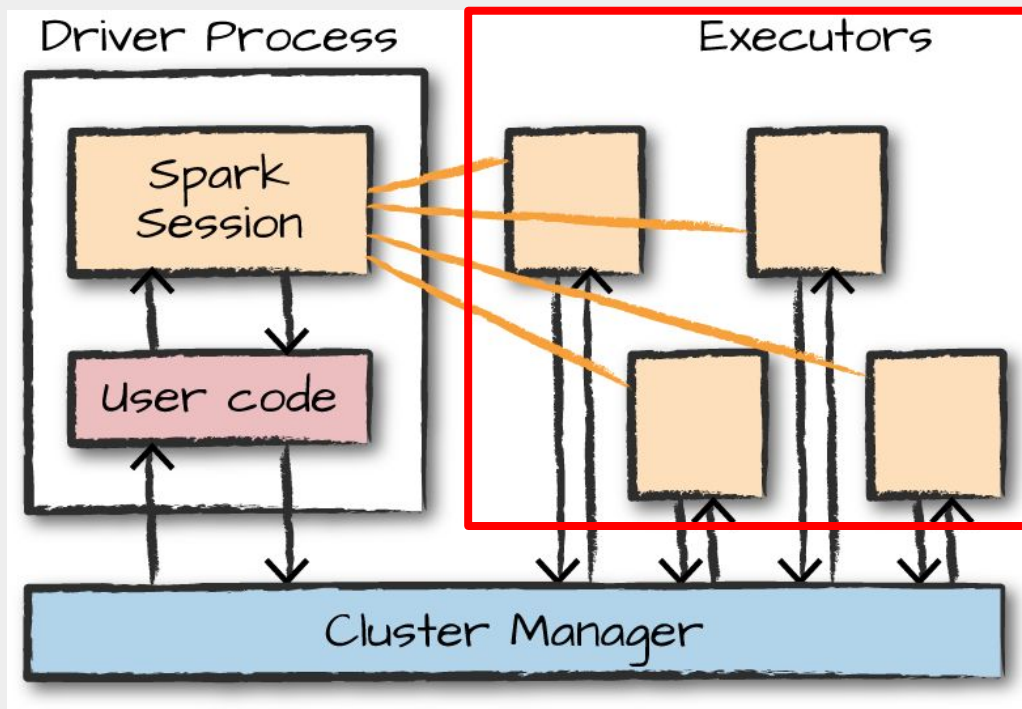 Driver Process
Executors
Spark
Session
User code
Cluster Manager